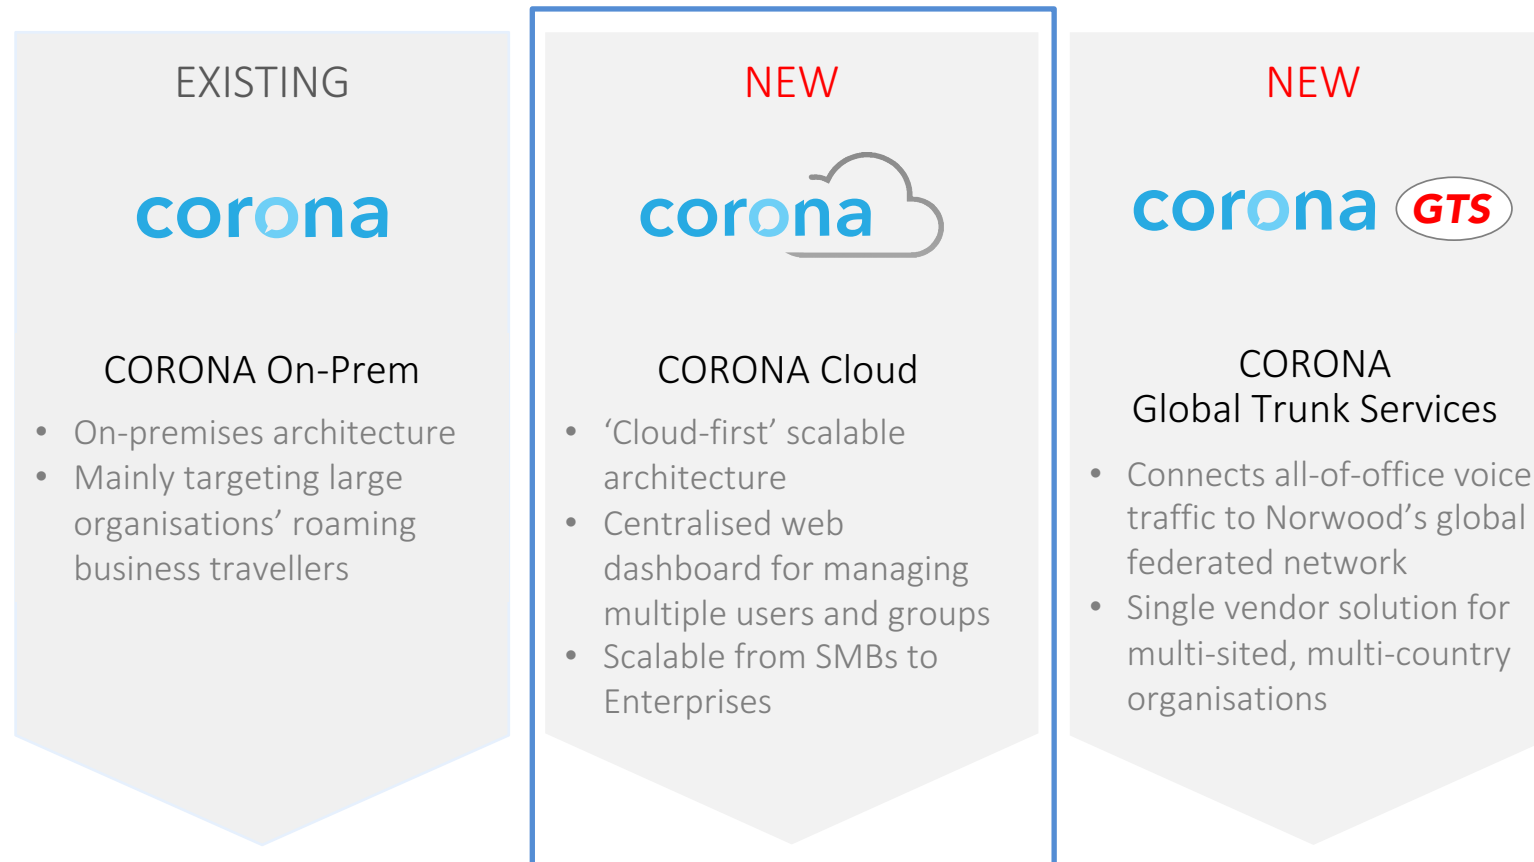 EXISTING
corona
CORONA On-Prem
• On-premises architecture
• Mainly targeting large
organisations’ roaming
business travellers
NEW
corona
CORONA Cloud
• ‘Cloud-first’ scalable
architecture
• Centralised web
dashboard for managing
multiple users and groups
• Scalable from SMBs to
Enterprises
NEW
corona GTS
CORONA
Global Trunk Services
• Connects all-of-office voice
traffic to Norwood’s global
federated network
• Single vendor solution for
multi-sited, multi-country
organisations